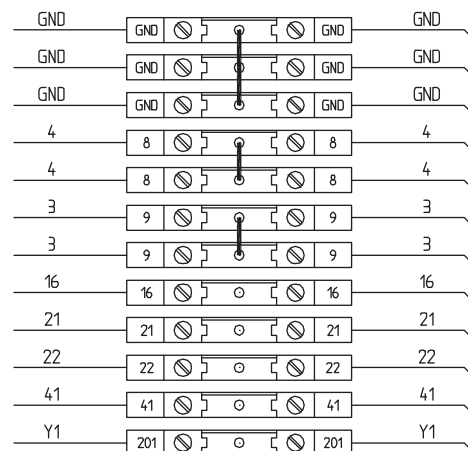 GND GND GND GND
GND GND GND GND
GND GND GND GND
4 8 8 4
4 8 8 4
3 9 9 3
3 9 9 3
16 16 16 16
21 21 21 21
22 22 22 22
41 41 41 41
Y1 201 201 Y1